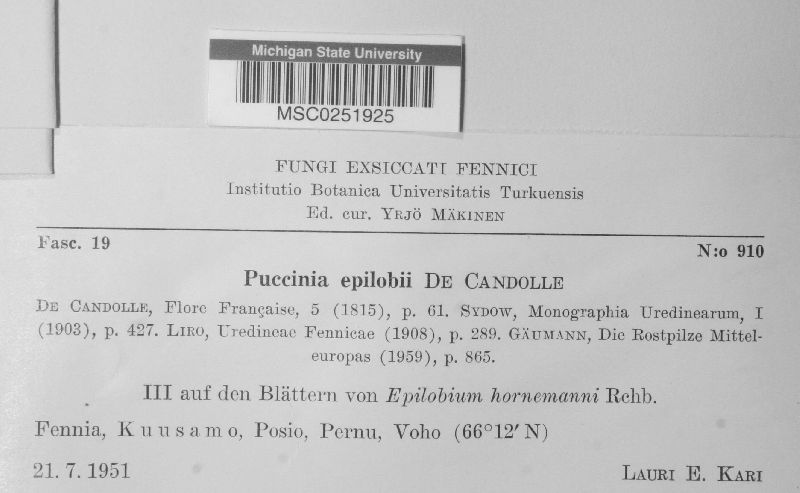 Michigan State University
MSC0251925
FUNGI EXSICCATI FENNICI
Institutio Botanica Universitatis Turkuensis
Ed. cur. YRJÖ MÄKINEN
Fasc. 19 N:o 910
Puccinia epilobii DE CANDOLLE
DE CANDOLLE, Flore Française, 5 (1815), p. 61. SYDOW, Monographia Uredinearum, I
(1903), p. 427. LIRO, Uredineae Fennicae (1908), p. 289. GÄUMANN, Die Rostpilze Mittel-
europas (1959), p. 865.
III auf den Blättern von Epilobium hornemanni Rchb.
Fennia, Kuusamo, Posio, Pernu, Voho (66°12′ N)
21. 7. 1951 LAURI E. KARI